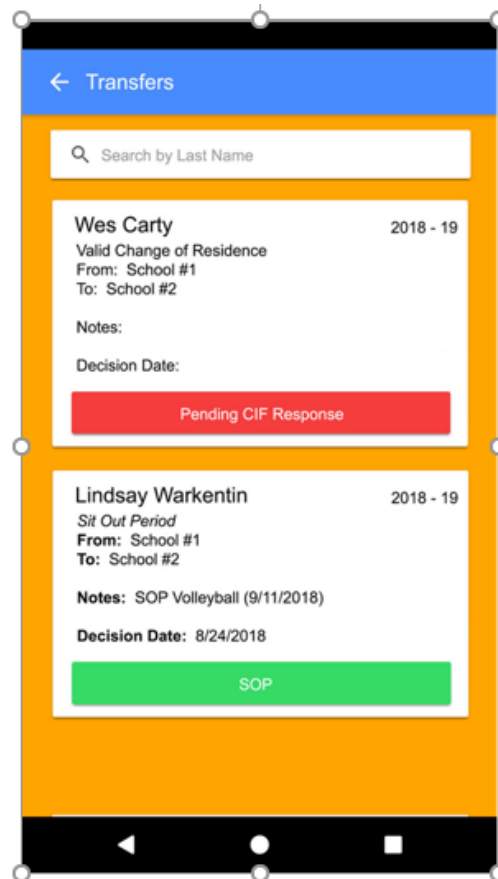 Transfers
Search by Last Name
Wes Carty 2018 - 19
Valid Change of Residence
From: School #1
To: School #2
Notes:
Decision Date:
Pending CIF Response
Lindsay Warkentin 2018 - 19
Sit Out Period
From: School #1
To: School #2
Notes: SOP Volleyball (9/11/2018)
Decision Date: 8/24/2018
SOP